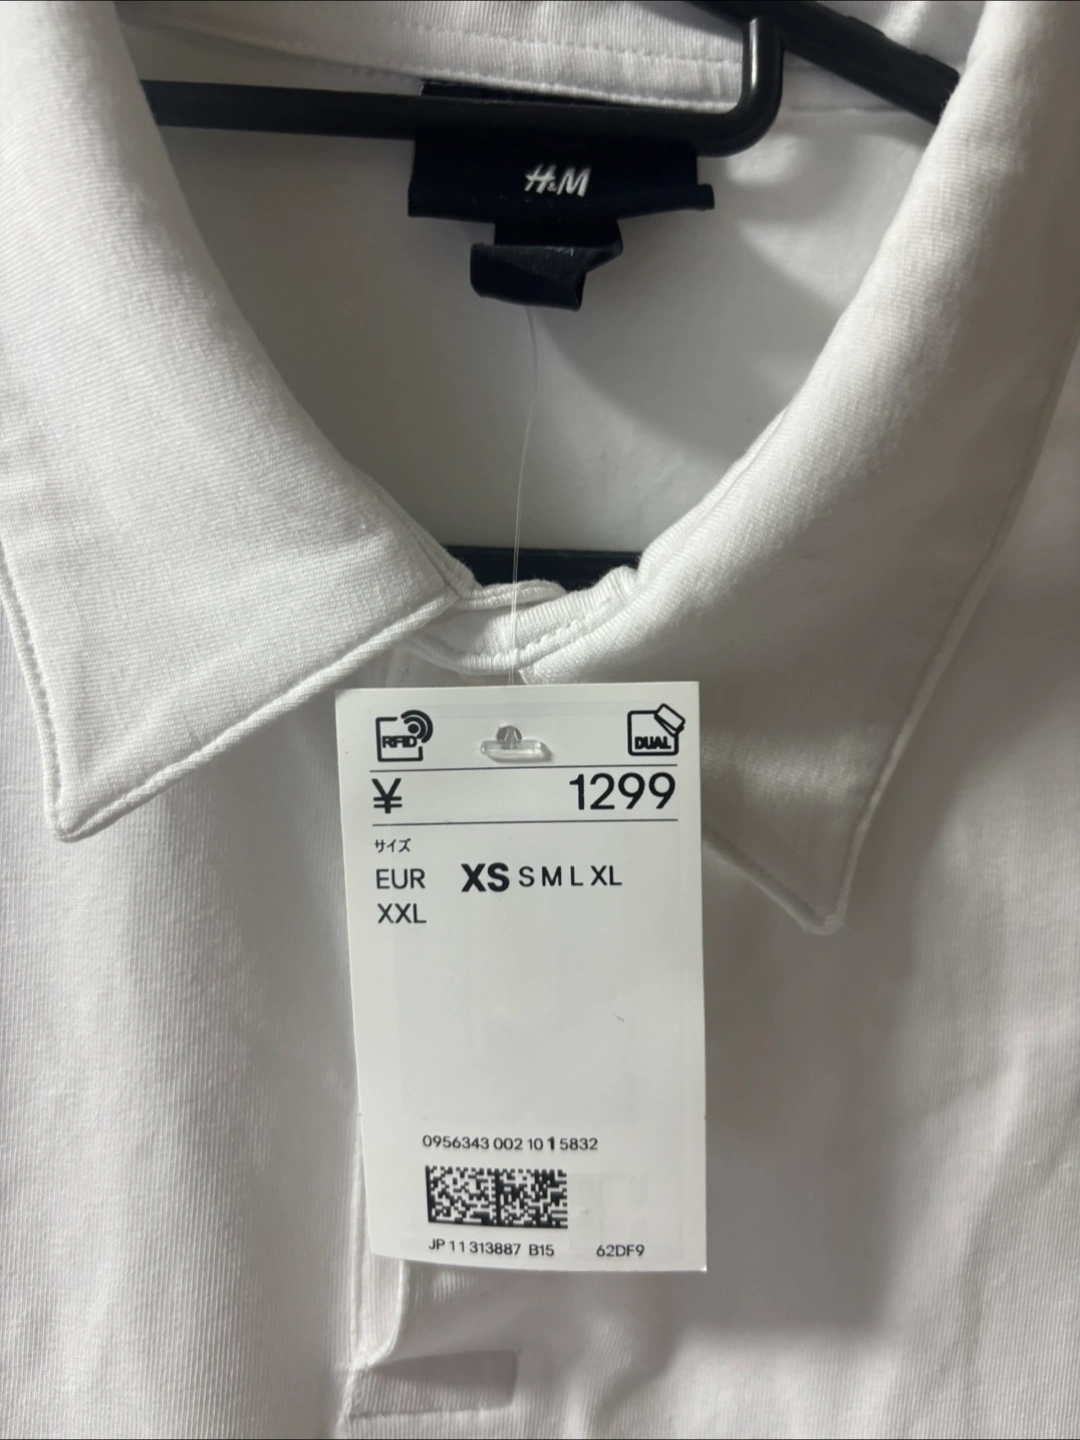 H&M
RFID
DUAL
¥ 1299
サイズ
EUR XS S M L XL
XXL
0956343 002 10 1 5832
JP 11 313887 B15 62DF9